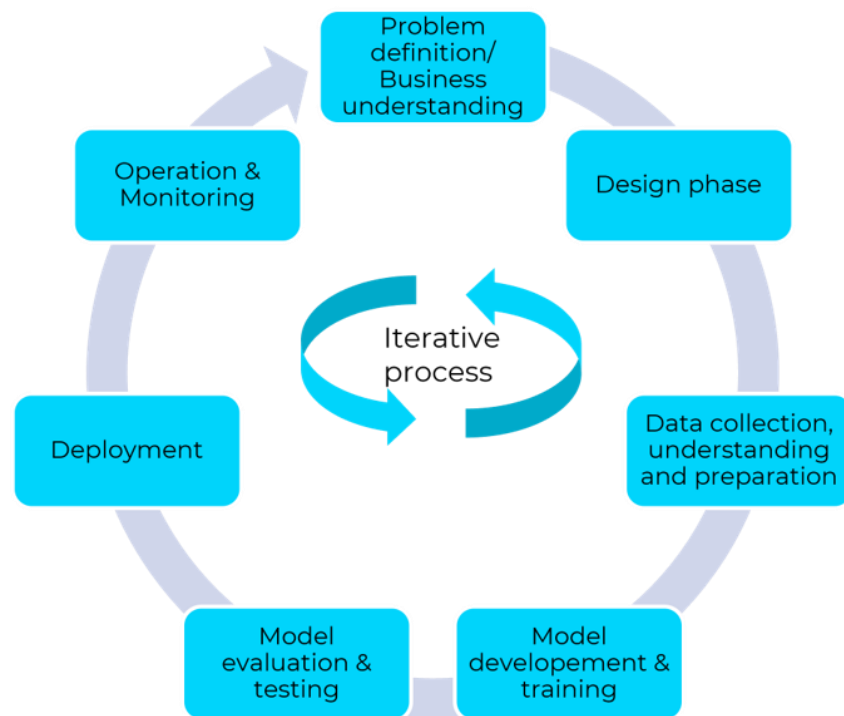 Problem
definition/
Business
understanding
Design phase
Data collection,
understanding
and preparation
Model
developement &
training
Model
evaluation &
testing
Deployment
Operation &
Monitoring
Iterative
process